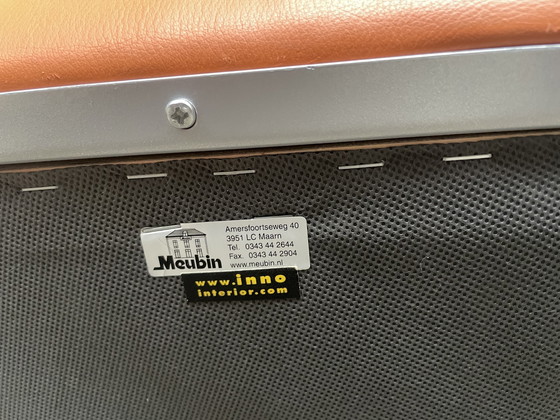 Meubin
Amersfoortseweg 40
3951 LC Maarn
Tel. 0343 44 2644
Fax. 0343 44 2904
www.meubin.nl
www.inno
interior.com